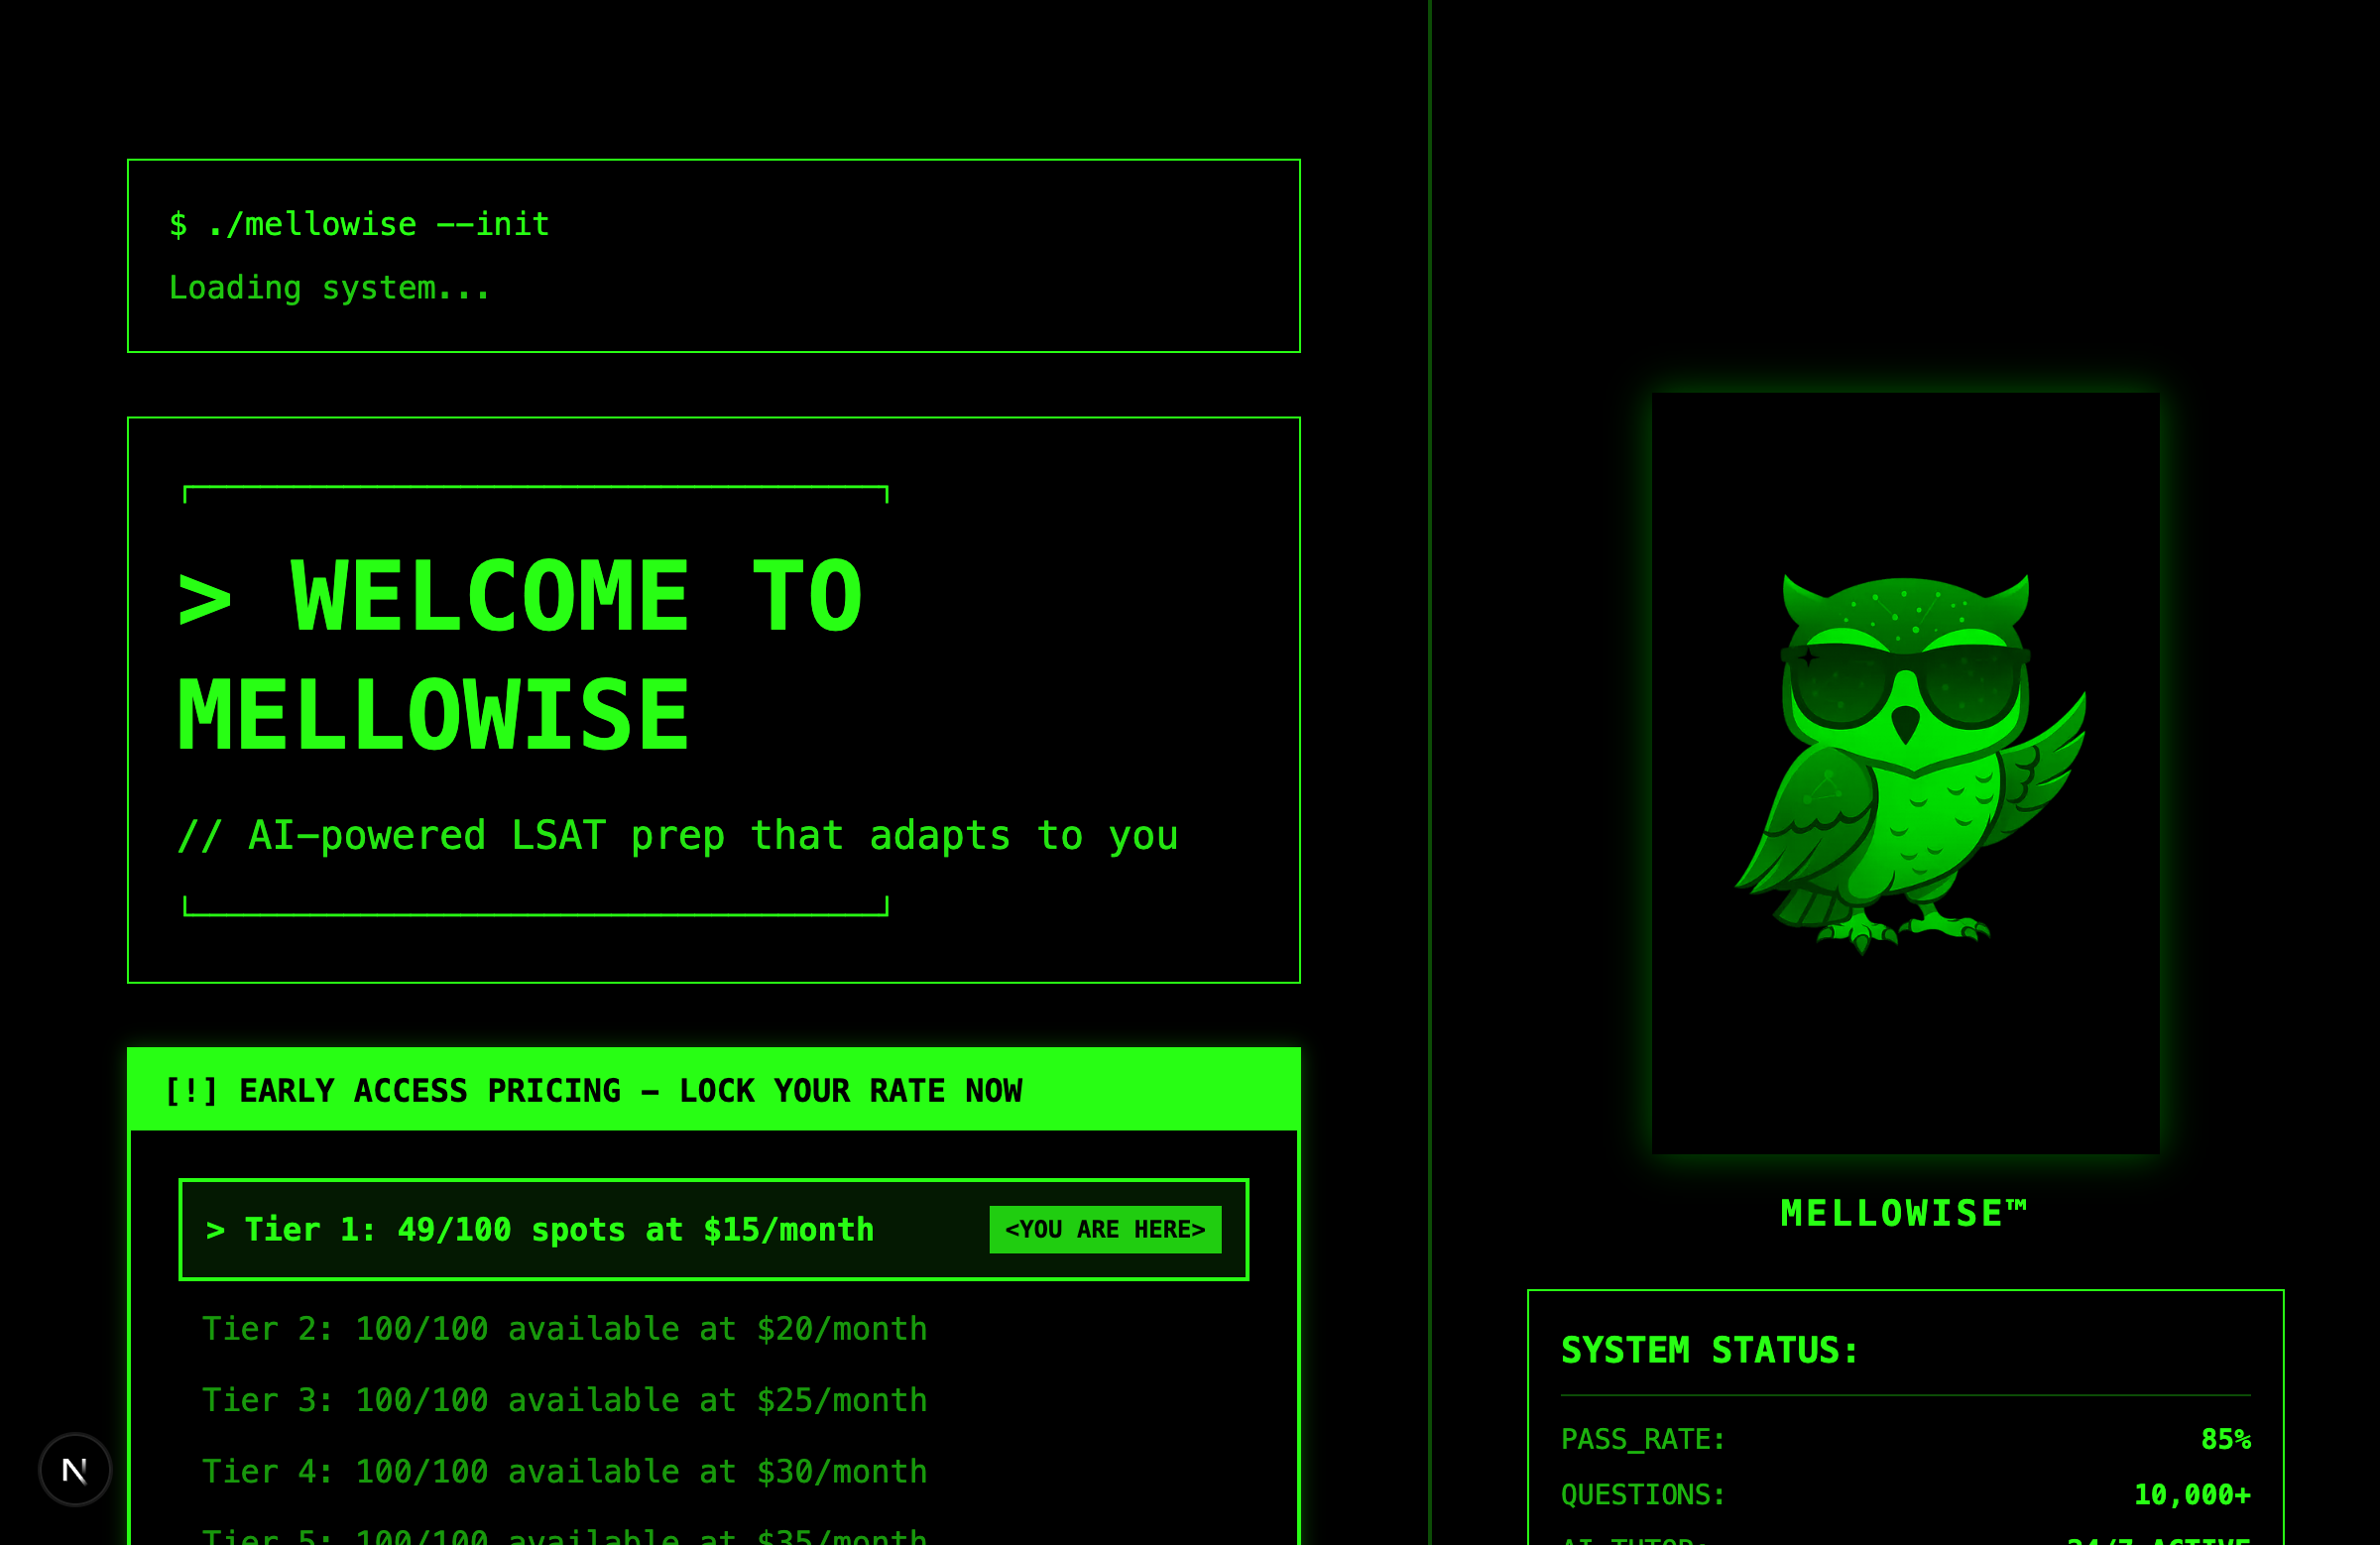 $ ./mellowise --init
Loading system...
> WELCOME TO
MELLOWISE
// AI-powered LSAT prep that adapts to you
[!] EARLY ACCESS PRICING - LOCK YOUR RATE NOW
> Tier 1: 49/100 spots at $15/month <YOU ARE HERE>
Tier 2: 100/100 available at $20/month
Tier 3: 100/100 available at $25/month
Tier 4: 100/100 available at $30/month
Tier 5: 100/100 available at $35/month
N
MELLOWISE™
SYSTEM STATUS:
PASS_RATE: 85%
QUESTIONS: 10,000+
AI_TUTOR: 24/7 ACTIVE